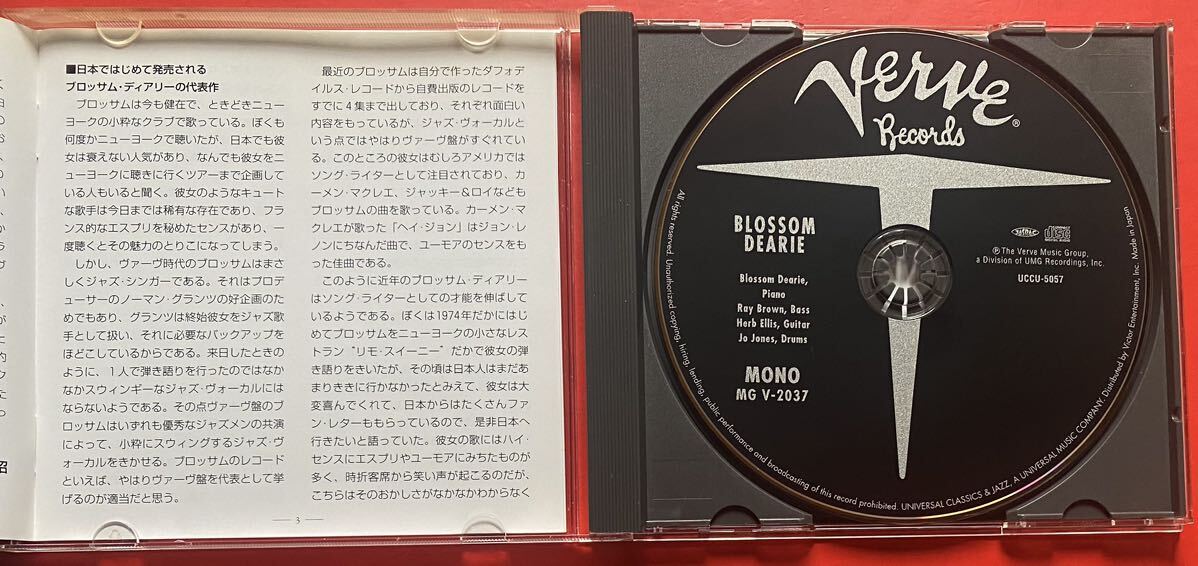 ■日本ではじめて発売される
ブロッサム・ディアリーの代表作
ブロッサムは今も健在で、ときどきニュー
ヨークの小粋なクラブで歌っている。ぼくも
何度かニューヨークで聴いたが、日本でも彼
女は衰えない人気があり、なんでも彼女をニ
ューヨークに聴きに行くツアーまで企画して
いる人もいると聞く。彼女のようなキュート
な歌手は今日までは稀有な存在であり、フラ
ンス的なエスプリを秘めたセンスがあり、一
度聴くとその魅力のとりこになってしまう。
しかし、ヴァーヴ時代のブロッサムはまさ
しくジャズ・シンガーである。それはプロデ
ューサーのノーマン・グランツの好企画のた
めでもあり、グランツは終始彼女をジャズ歌
手として扱い、それに必要なバックアップを
ほどこしているからである。来日したときの
ように、1人で弾き語りを行ったのではなか
なかスウィンギーなジャズ・ヴォーカルには
ならないようである。その点ヴァーヴ盤のブ
ロッサムはいずれも優秀なジャズメンの共演
によって、小粋にスウィングするジャズ・ヴ
ォーカルをきかせる。ブロッサムのレコード
といえば、やはりヴァーヴ盤を代表として挙
げるのが適当だと思う。
最近のブロッサムは自分で作ったダフォデ
イルス・レコードから自費出版のレコードを
すでに4集まで出しており、それぞれ面白い
内容をもっているが、ジャズ・ヴォーカルと
いう点ではやはりヴァーヴ盤がすぐれてい
る。このところの彼女はむしろアメリカでは
ソング・ライターとして注目されており、カ
ーメン・マクレエ、ジャッキー&ロイなども
ブロッサムの曲を歌っている。カーメン・マ
クレエが歌った「ヘイ・ジョン」はジョン・レ
ノンにちなんだ曲で、ユーモアのセンスをも
った佳曲である。
このように近年のブロッサム・ディアリー
はソング・ライターとしての才能を伸ばして
いるようである。ぼくは1974年だかにはじ
めてブロッサムをニューヨークの小さなレス
トラン“リモ・スイーニー”だかで彼女の弾
き語りをきいたが、その頃は日本人はまだあ
まりききに行かなかったとみえて、彼女は大
変喜んでくれて、日本からはたくさんファ
ン・レターももらっているので、是非日本へ
行きたいと語っていた。彼女の歌にはハイ・
センスにエスプリやユーモアにみちたものが
多く、時折客席から笑い声が起こるのだが、
こちらはそのおかしさがなかなかわからなく
— 3 —
Verve
Records®
BLOSSOM
DEARIE
Blossom Dearie,
Piano
Ray Brown, Bass
Herb Ellis, Guitar
Jo Jones, Drums
MONO
MG V-2037
Verve
COMPACT disc DIGITAL AUDIO
℗ The Verve Music Group,
a Division of UMG Recordings, Inc.
UCCU-5057
All rights reserved. Unauthorized copying, hiring, lending, public performance and broadcasting of this record prohibited. UNIVERSAL CLASSICS & JAZZ, A UNIVERSAL MUSIC COMPANY. Distributed by Victor Entertainment, Inc. Made in Japan